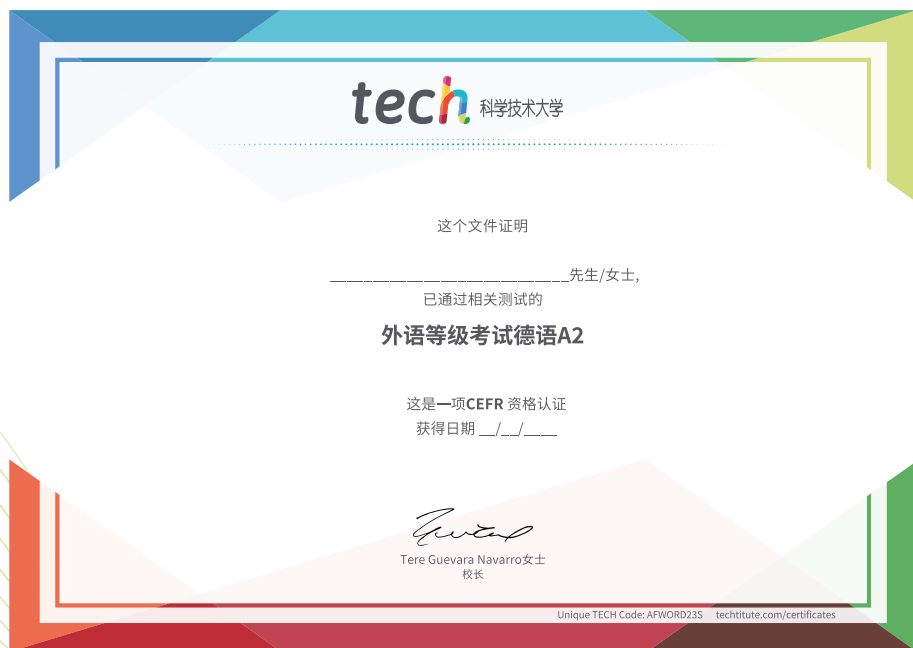 tech 科学技术大学
这个文件证明
____________________________先生/女士,
已通过相关测试的
外语等级考试德语A2
这是一项CEFR 资格认证
获得日期 __/__/____
Tere Guevara Navarro女士
校长
Unique TECH Code: AFWORD23S techtitute.com/certificates